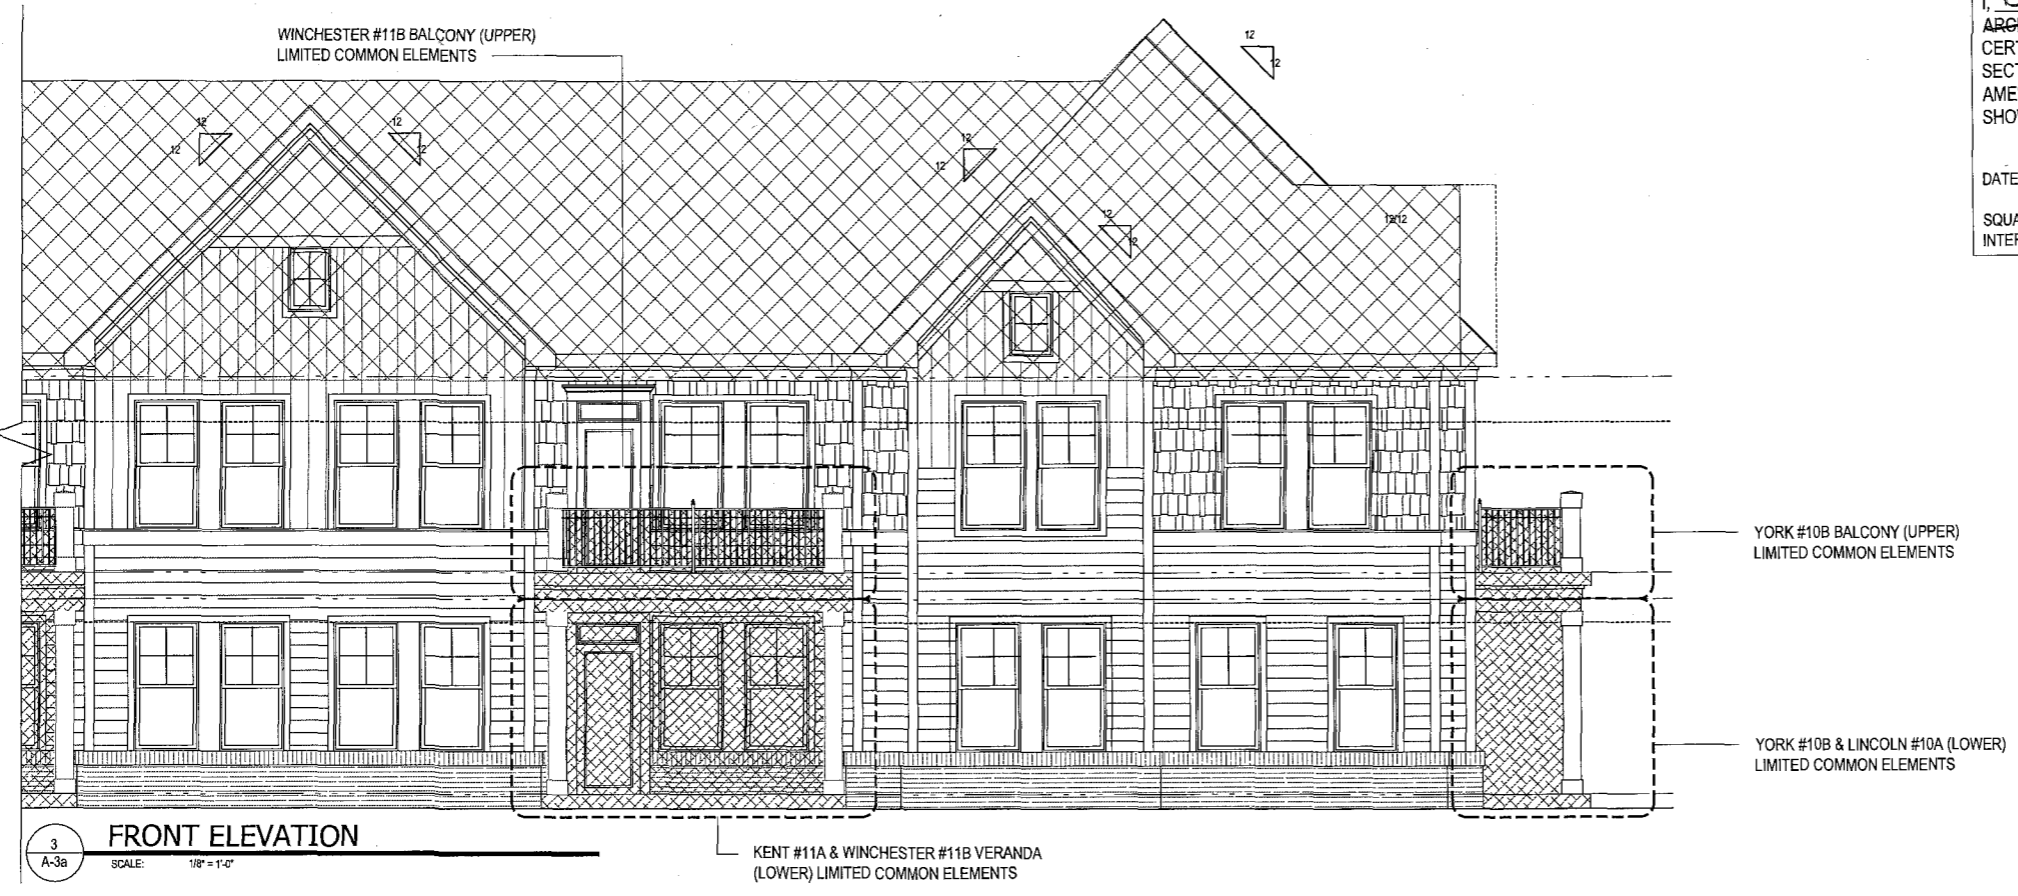 WINCHESTER #11B BALCONY (UPPER)
LIMITED COMMON ELEMENTS
12
12
12
12
12
12
12
12
12
12
12
12/12
CERT
SECT
AME
SHOW
DATE
SQUA
INTER
YORK #10B BALCONY (UPPER)
LIMITED COMMON ELEMENTS
YORK #10B & LINCOLN #10A (LOWER)
LIMITED COMMON ELEMENTS
KENT #11A & WINCHESTER #11B VERANDA
(LOWER) LIMITED COMMON ELEMENTS
3
A-3a
FRONT ELEVATION
SCALE: 1/8" = 1'-0"